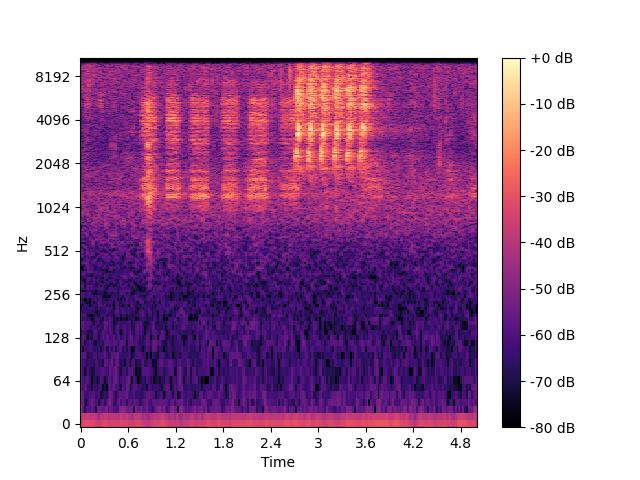 8192
4096
2048
1024
512
256
128
64
0
Hz
0 0.6 1.2 1.8 2.4 3 3.6 4.2 4.8
Time
+0 dB
-10 dB
-20 dB
-30 dB
-40 dB
-50 dB
-60 dB
-70 dB
-80 dB